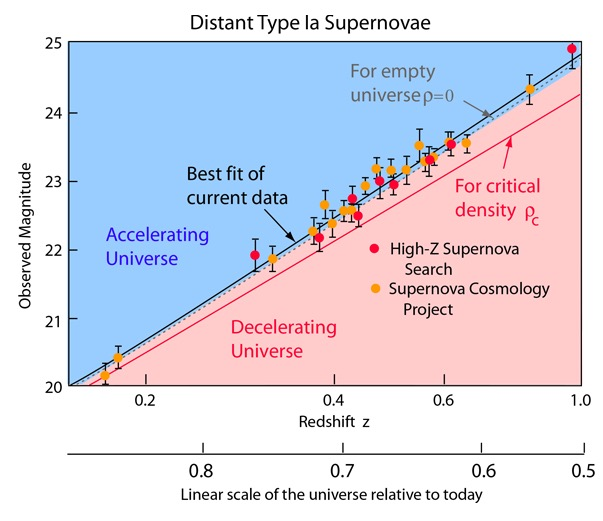 Distant Type Ia Supernovae
25
24
23
22
21
20
Observed Magnitude
For empty
universe ρ=0
Best fit of
current data
Accelerating
Universe
For critical
density ρc
High-Z Supernova
Search
Supernova Cosmology
Project
Decelerating
Universe
0.2 0.4 0.6 1.0
Redshift z
0.8 0.7 0.6 0.5
Linear scale of the universe relative to today